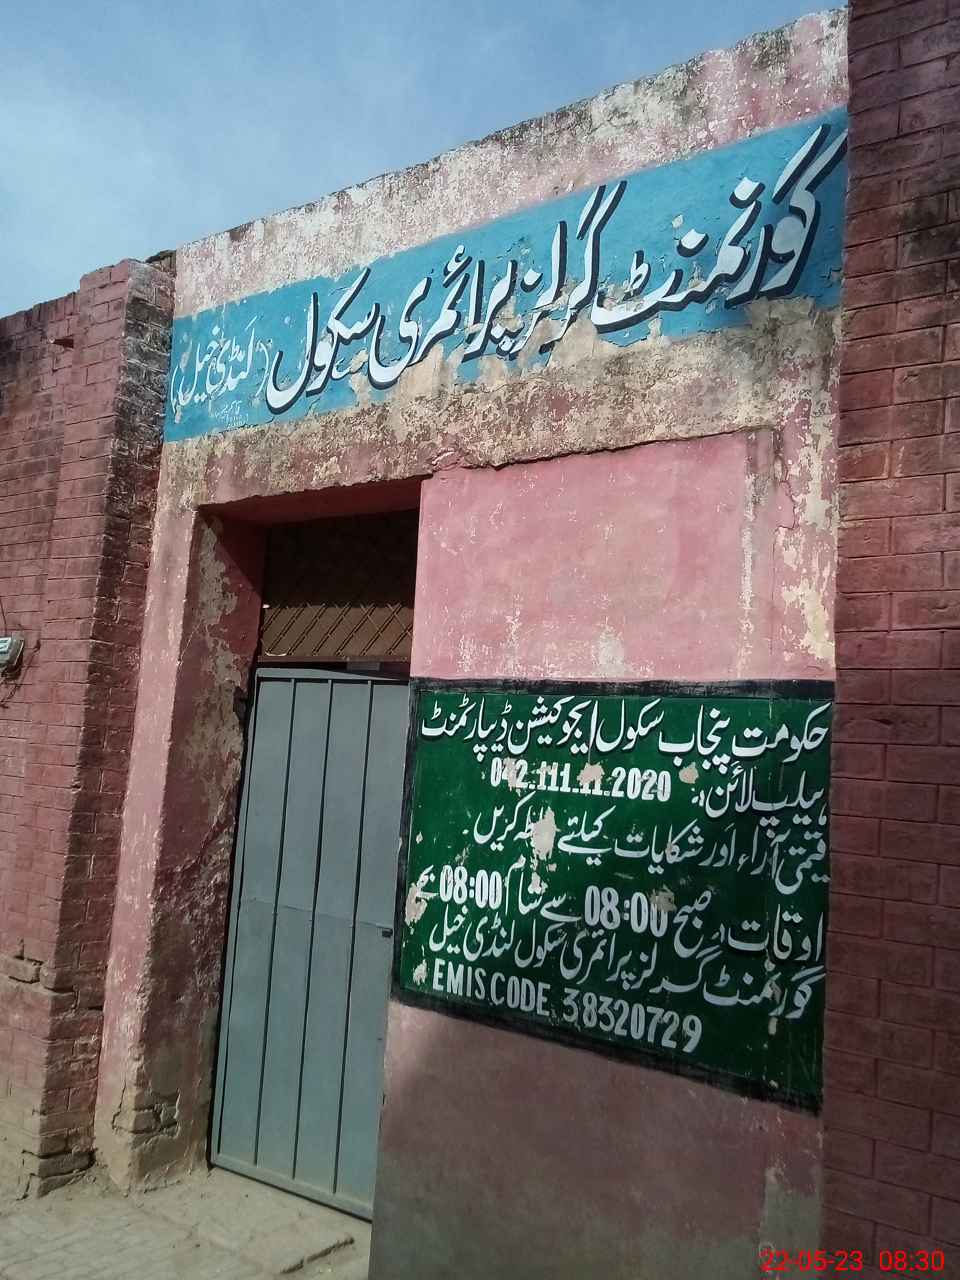 گورنمنٹ گرلز پرائمری سکول (لنڈی خیل)
حکومت پنجاب سکول ایجوکیشن ڈیپارٹمنٹ
ہیلپ لائن: 042.111.11.2020
قیمتی آراء اور شکایات کیلئے کریں۔
اوقات: صبح 08:00 سے شام 08:00 بجے
گورنمنٹ گرلز پرائمری سکول لنڈی خیل
EMIS.CODE 38320729
22-05-23 08:30